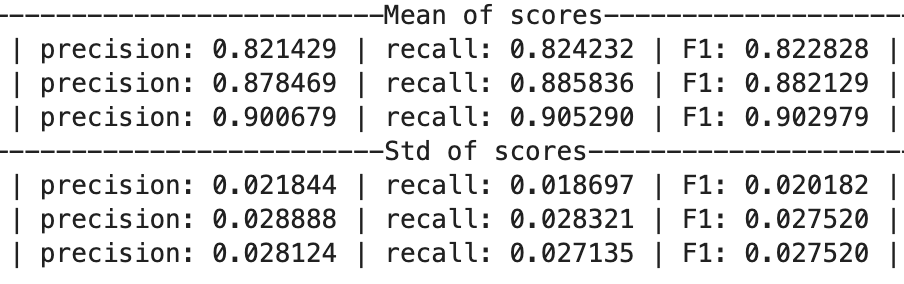 -------------------------Mean of scores--------------------
| precision: 0.821429 | recall: 0.824232 | F1: 0.822828 |
| precision: 0.878469 | recall: 0.885836 | F1: 0.882129 |
| precision: 0.900679 | recall: 0.905290 | F1: 0.902979 |
-------------------------Std of scores---------------------
| precision: 0.021844 | recall: 0.018697 | F1: 0.020182 |
| precision: 0.028888 | recall: 0.028321 | F1: 0.027520 |
| precision: 0.028124 | recall: 0.027135 | F1: 0.027520 |